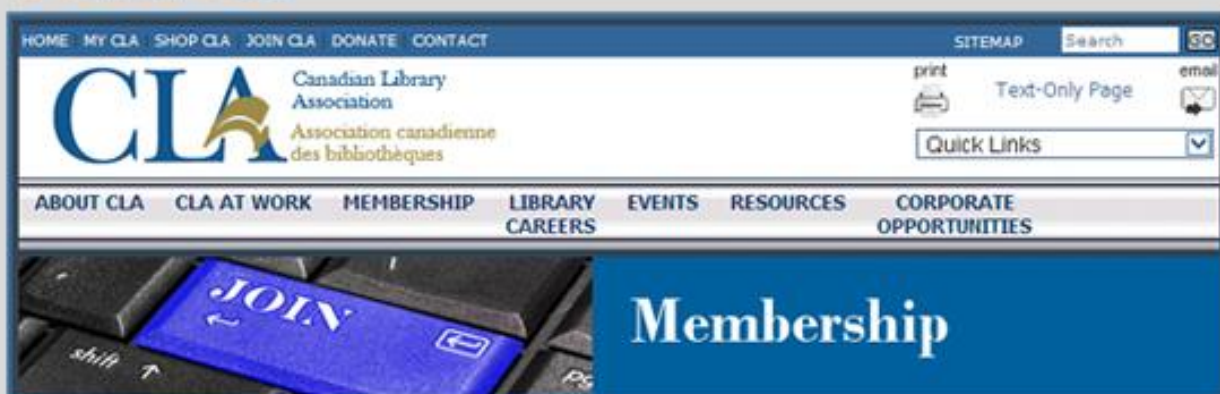 HOME MY CLA SHOP CLA JOIN CLA DONATE CONTACT
SITEMAP Search GO
CLA
Canadian Library
Association
Association canadienne
des bibliothèques
print
Text-Only Page
email
Quick Links
ABOUT CLA CLA AT WORK MEMBERSHIP LIBRARY CAREERS EVENTS RESOURCES CORPORATE OPPORTUNITIES
JOIN
shift
pg
Membership